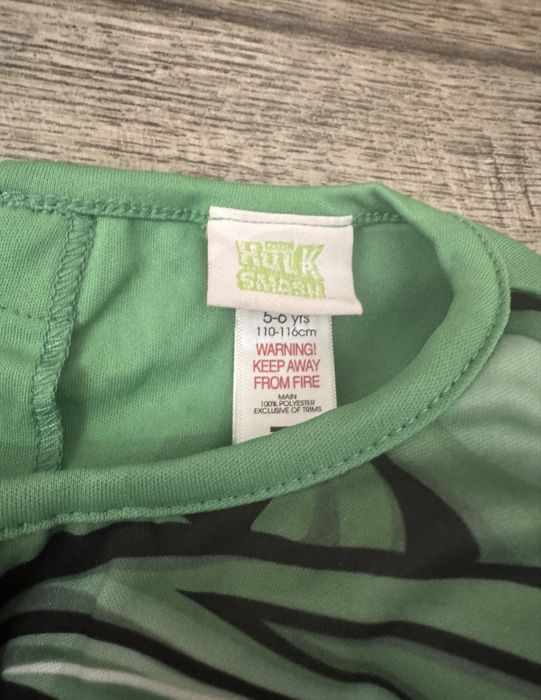 HULK
SMASH
5-6 yrs
110-116cm
WARNING!
KEEP AWAY
FROM FIRE
MAIN
100% POLYESTER
EXCLUSIVE OF TRIMS